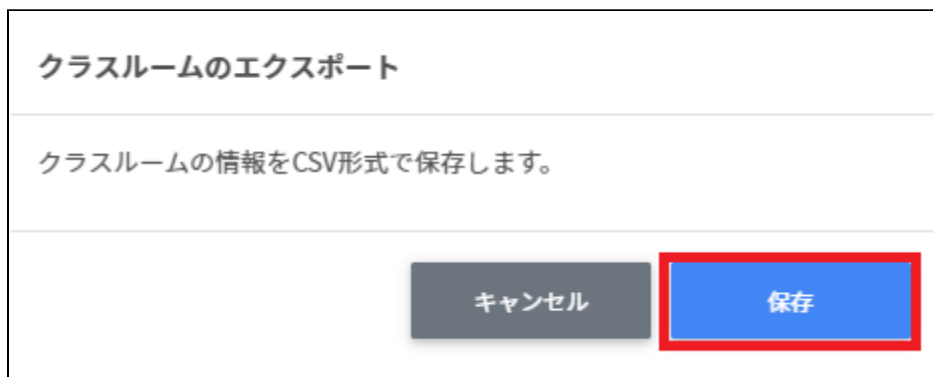 クラスルームのエクスポート
クラスルームの情報をCSV形式で保存します。
キャンセル
保存